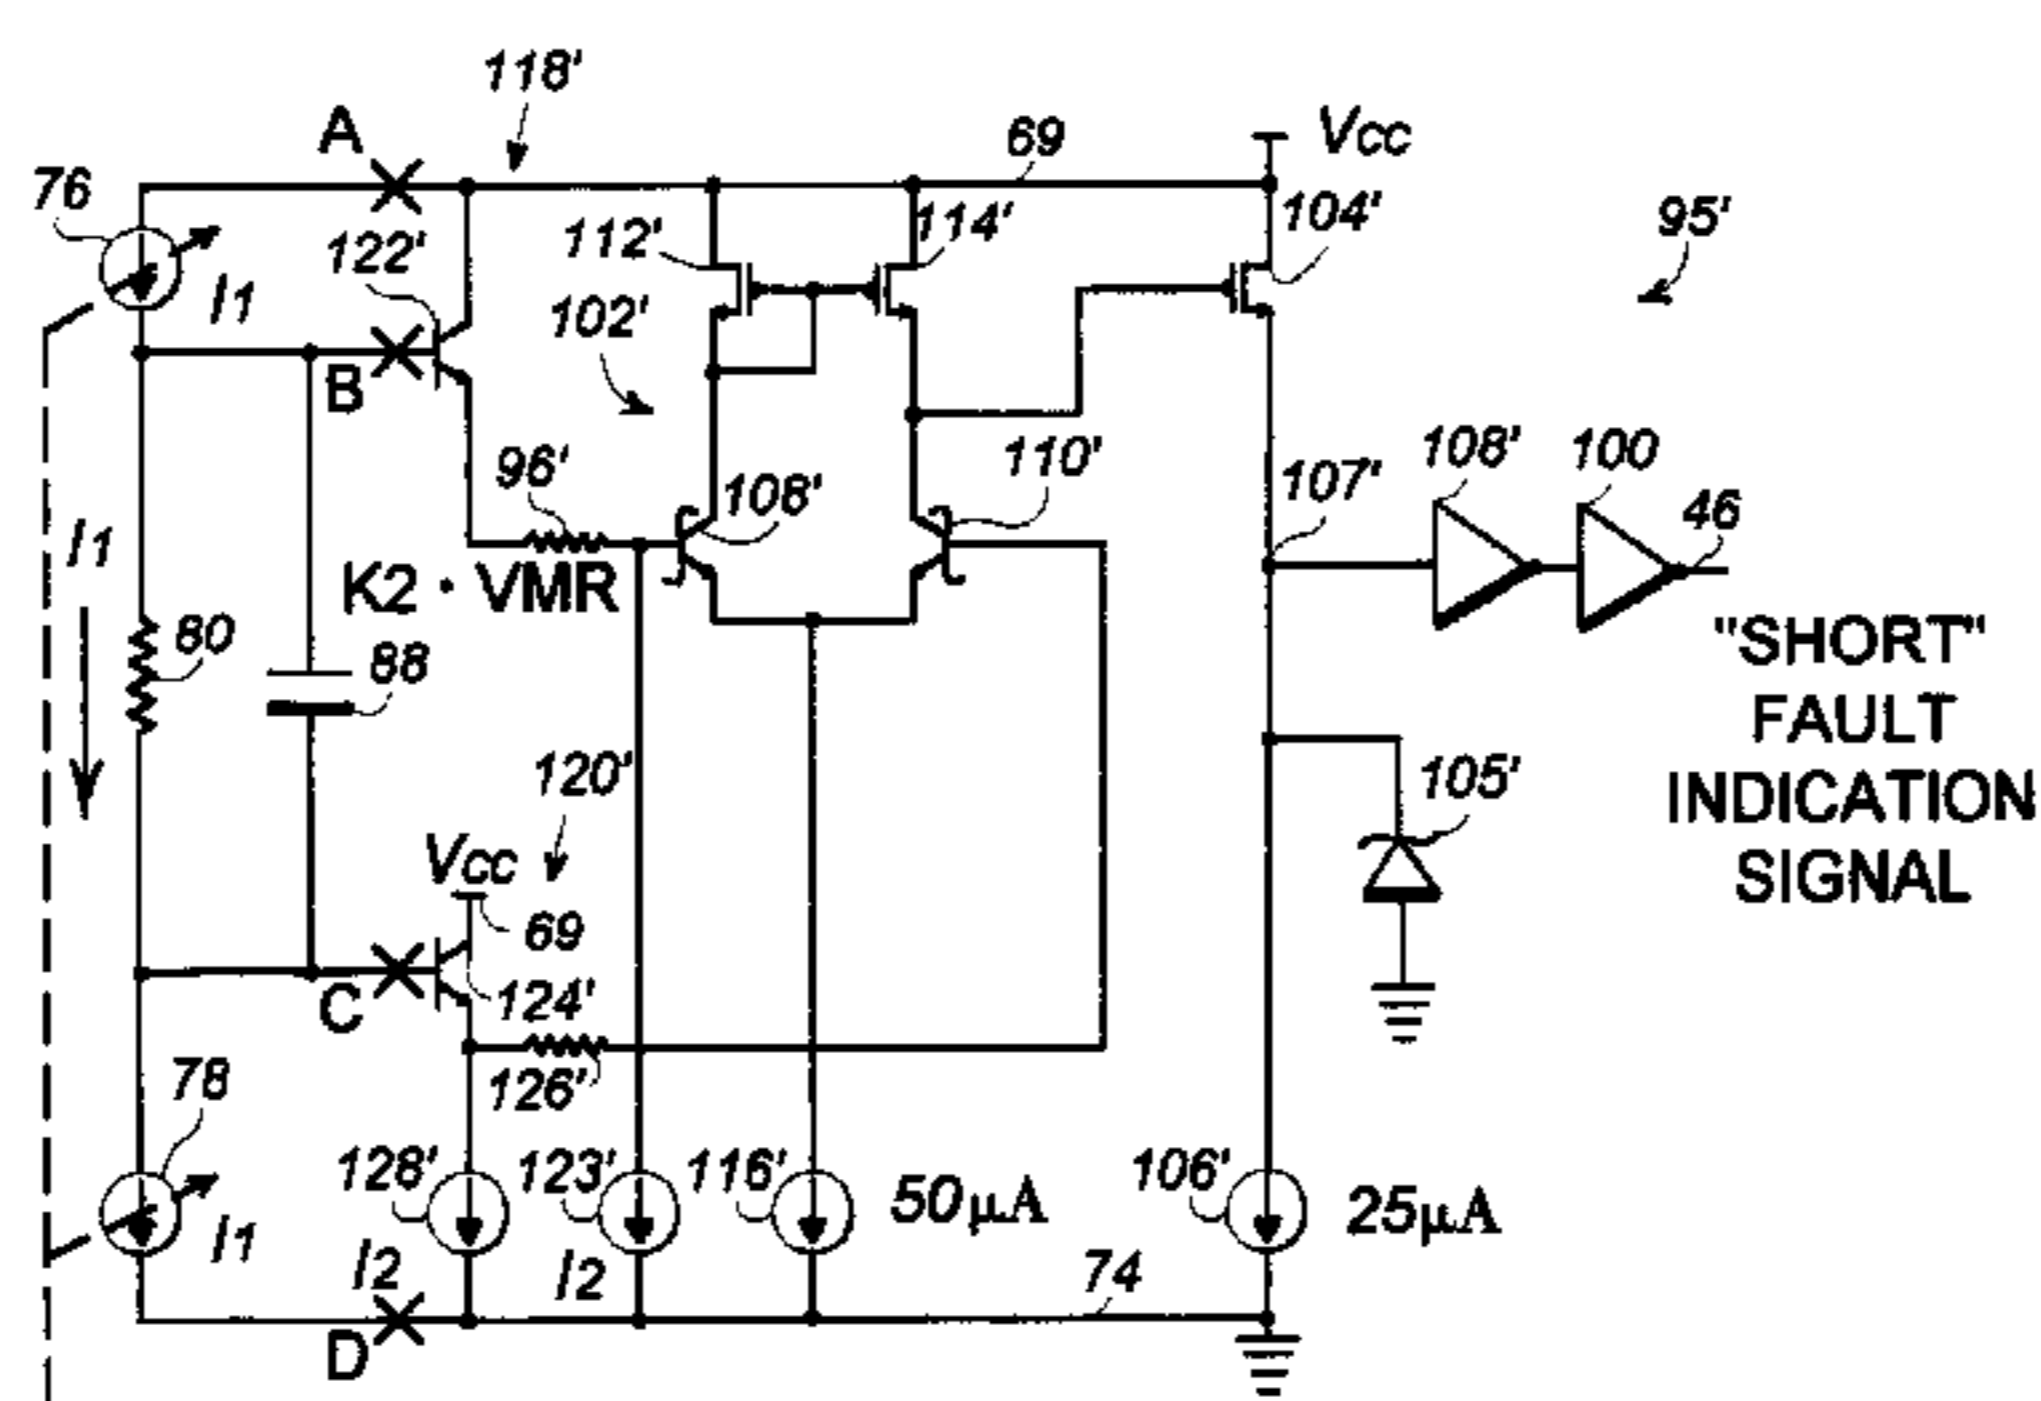 118'
A
VCC
69
76
104'
95'
114'
112'
122'
I1
102'
B
96'
110'
108'
100
108'
107'
46
I1
K2 · VMR
80
88
"SHORT"
FAULT
INDICATION
SIGNAL
120'
105'
VCC
69
C
124'
78
126'
128'
123'
116'
50μA
106'
25μA
I1
I2
I2
74
D